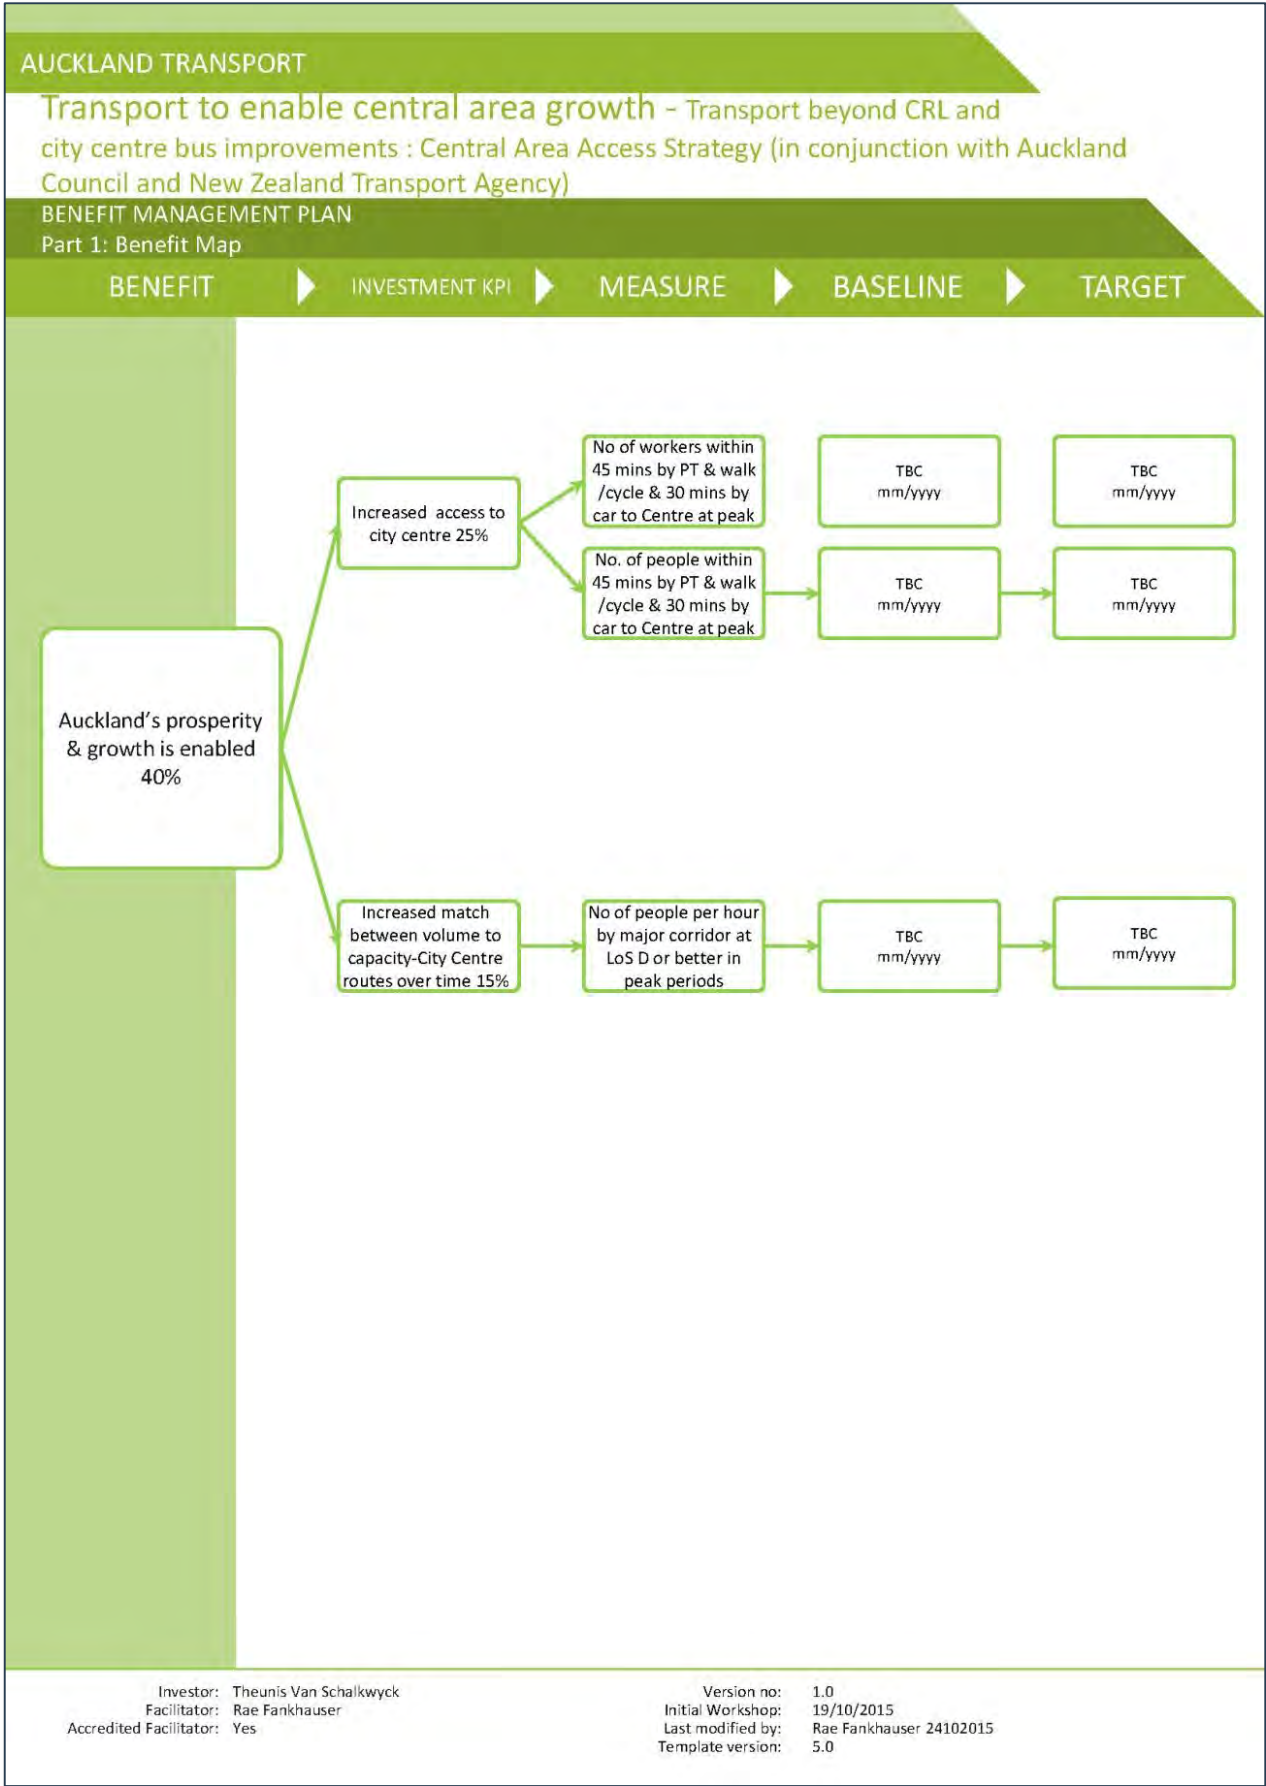 AUCKLAND TRANSPORT
Transport to enable central area growth - Transport beyond CRL and
city centre bus improvements : Central Area Access Strategy (in conjunction with Auckland
Council and New Zealand Transport Agency)
BENEFIT MANAGEMENT PLAN
Part 1: Benefit Map
BENEFIT
INVESTMENT KPI
MEASURE
BASELINE
TARGET
Auckland's prosperity
& growth is enabled
40%
Increased access to
city centre 25%
No of workers within
45 mins by PT & walk
/cycle & 30 mins by
car to Centre at peak
TBC
mm/yyyy
TBC
mm/yyyy
No. of people within
45 mins by PT & walk
/cycle & 30 mins by
car to Centre at peak
TBC
mm/yyyy
TBC
mm/yyyy
Increased match
between volume to
capacity-City Centre
routes over time 15%
No of people per hour
by major corridor at
LoS D or better in
peak periods
TBC
mm/yyyy
TBC
mm/yyyy
Investor: Theunis Van Schalkwyck
Facilitator: Rae Fankhauser
Accredited Facilitator: Yes
Version no: 1.0
Initial Workshop: 19/10/2015
Last modified by: Rae Fankhauser 24102015
Template version: 5.0